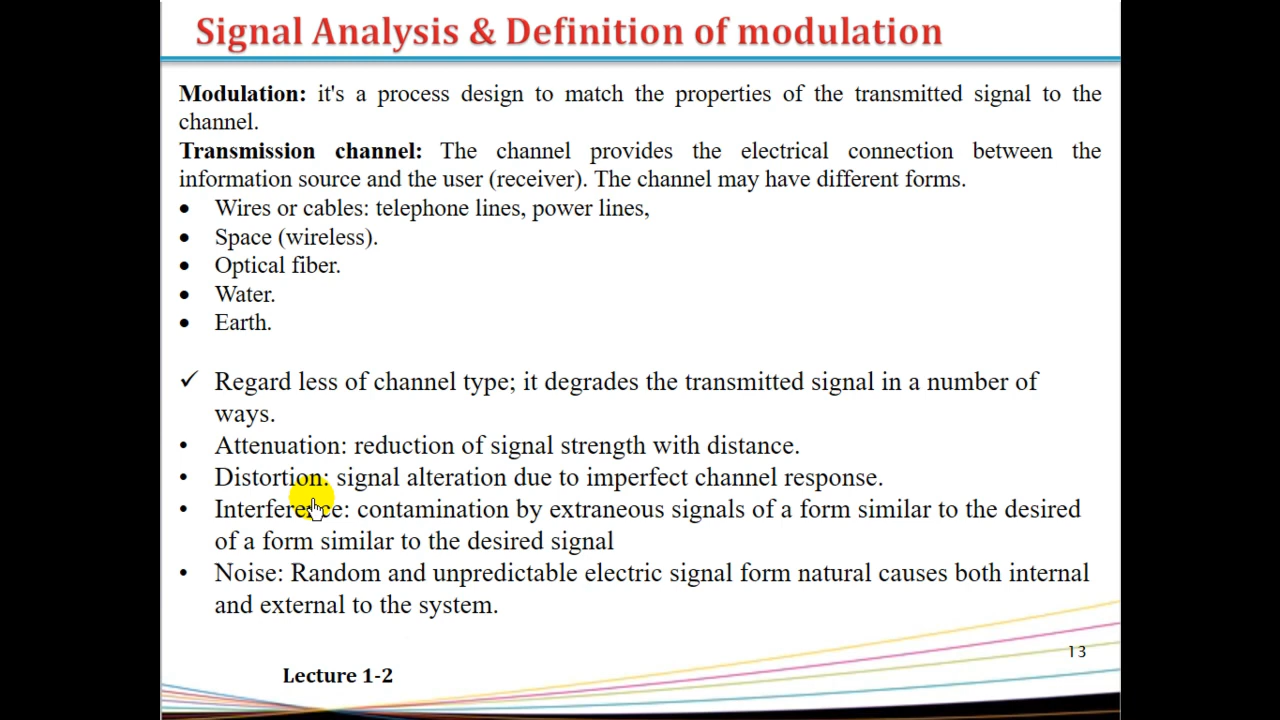 Signal Analysis & Definition of modulation
Modulation: it's a process design to match the properties of the transmitted signal to the
channel.
Transmission channel: The channel provides the electrical connection between the
information source and the user (receiver). The channel may have different forms.
• Wires or cables: telephone lines, power lines,
• Space (wireless).
• Optical fiber.
• Water.
• Earth.
✓ Regard less of channel type; it degrades the transmitted signal in a number of
ways.
• Attenuation: reduction of signal strength with distance.
• Distortion: signal alteration due to imperfect channel response.
• Interference: contamination by extraneous signals of a form similar to the desired
of a form similar to the desired signal
• Noise: Random and unpredictable electric signal form natural causes both internal
and external to the system.
13
Lecture 1-2